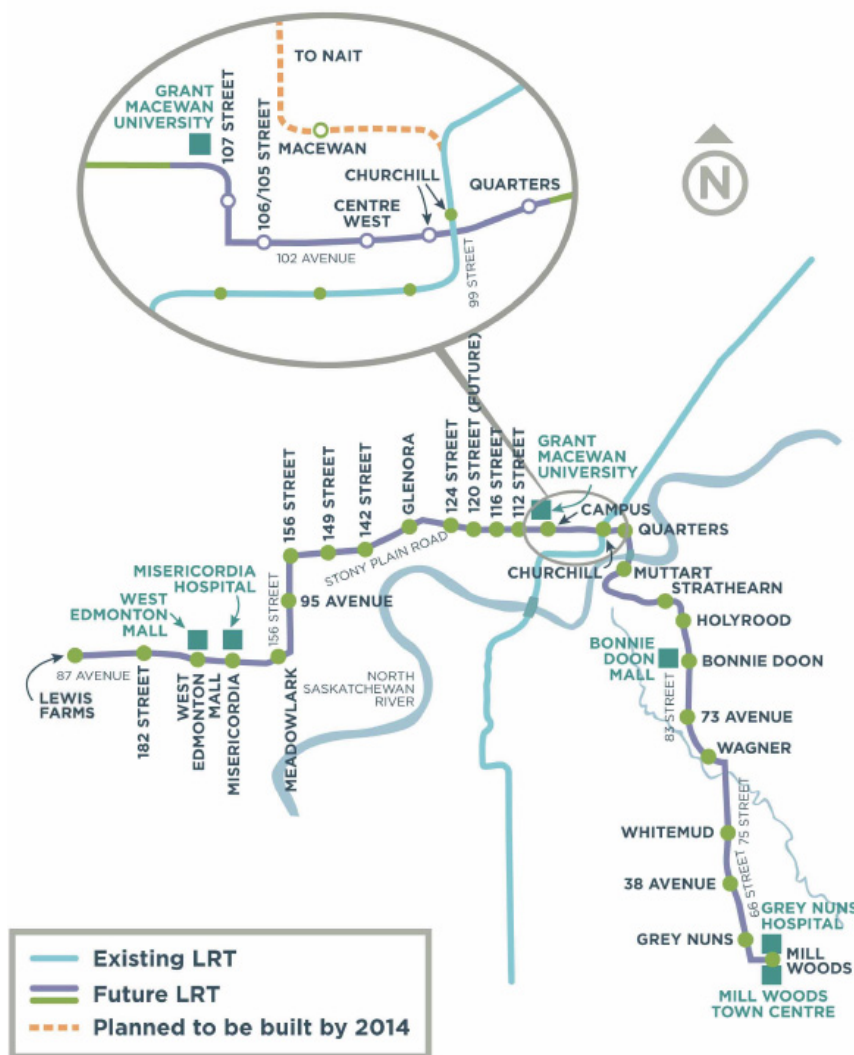 TO NAIT
GRANT
MACEWAN
UNIVERSITY
107 STREET
106/105 STREET
MACEWAN
CHURCHILL
QUARTERS
CENTRE
WEST
102 AVENUE
99 STREET
N
156 STREET
149 STREET
142 STREET
GLENORA
124 STREET
120 STREET (FUTURE)
116 STREET
112 STREET
GRANT
MACEWAN
UNIVERSITY
CAMPUS
QUARTERS
STONY PLAIN ROAD
CHURCHILL
MUTTART
STRATHEARN
HOLYROOD
MISERICORDIA
HOSPITAL
WEST
EDMONTON
MALL
156 STREET
95 AVENUE
BONNIE
DOON
MALL
BONNIE DOON
87 AVENUE
LEWIS
FARMS
182 STREET
WEST
EDMONTON
MALL
MISERICORDIA
MEADOWLARK
NORTH
SASKATCHEWAN
RIVER
83 STREET
73 AVENUE
WAGNER
75 STREET
WHITEMUD
66 STREET
38 AVENUE
GREY NUNS
HOSPITAL
GREY NUNS
MILL
WOODS
MILL WOODS
TOWN CENTRE
Existing LRT
Future LRT
Planned to be built by 2014